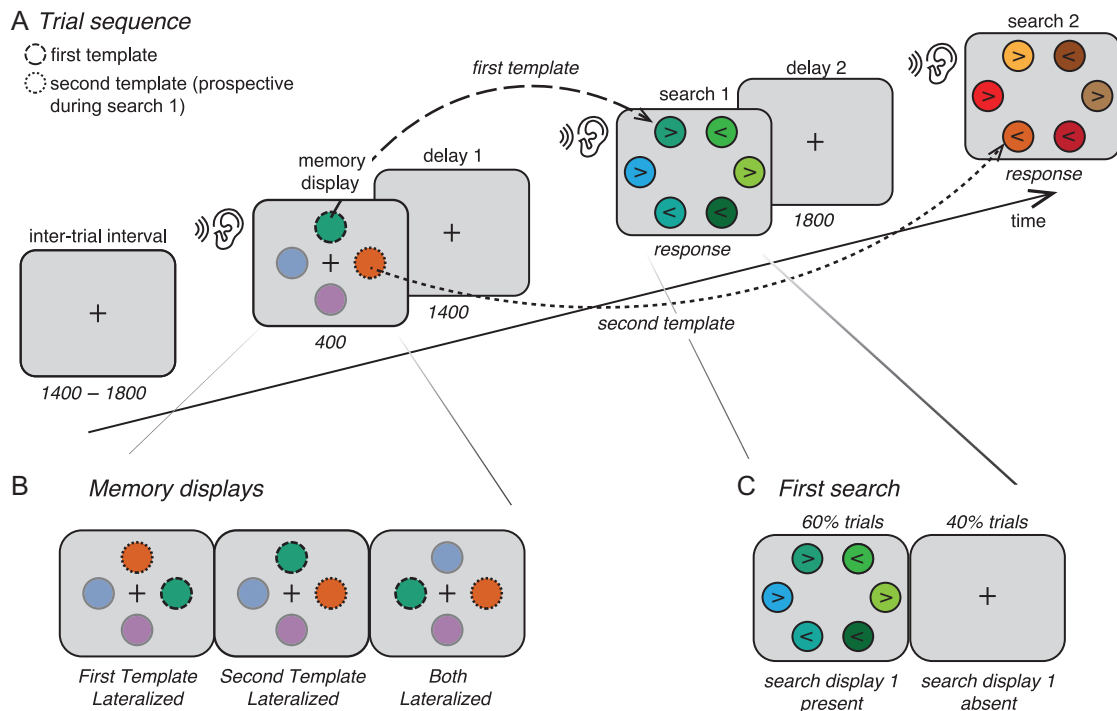 A Trial sequence
first template
second template (prospective
during search 1)
inter-trial interval
+
1400 – 1800
memory
display
+
400
first template
delay 1
+
1400
search 1
> <
> >
< <
response
delay 2
+
1800
second template
search 2
> <
> >
< <
response
time
B Memory displays
+ + +
First Template
Lateralized
Second Template
Lateralized
Both
Lateralized
C First search
60% trials 40% trials
> <
> > +
< <
search display 1
present
search display 1
absent